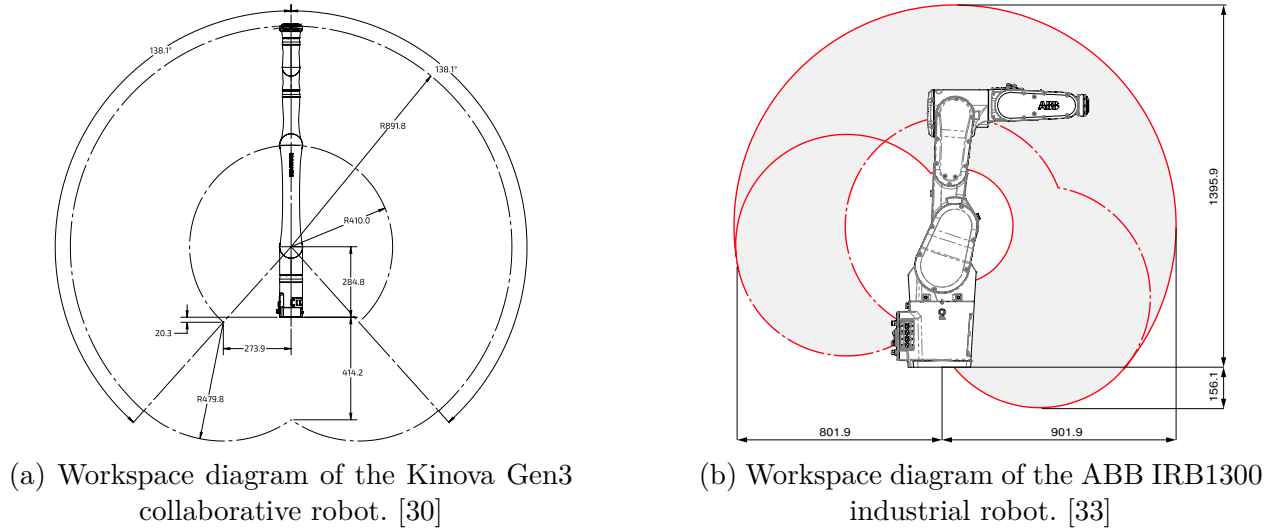 138.1°
138.1°
R891.8
R410.0
284.8
20.3
273.9
414.2
R479.8
ABB
1395.9
156.1
801.9
901.9
(a) Workspace diagram of the Kinova Gen3
collaborative robot. [30]
(b) Workspace diagram of the ABB IRB1300
industrial robot. [33]